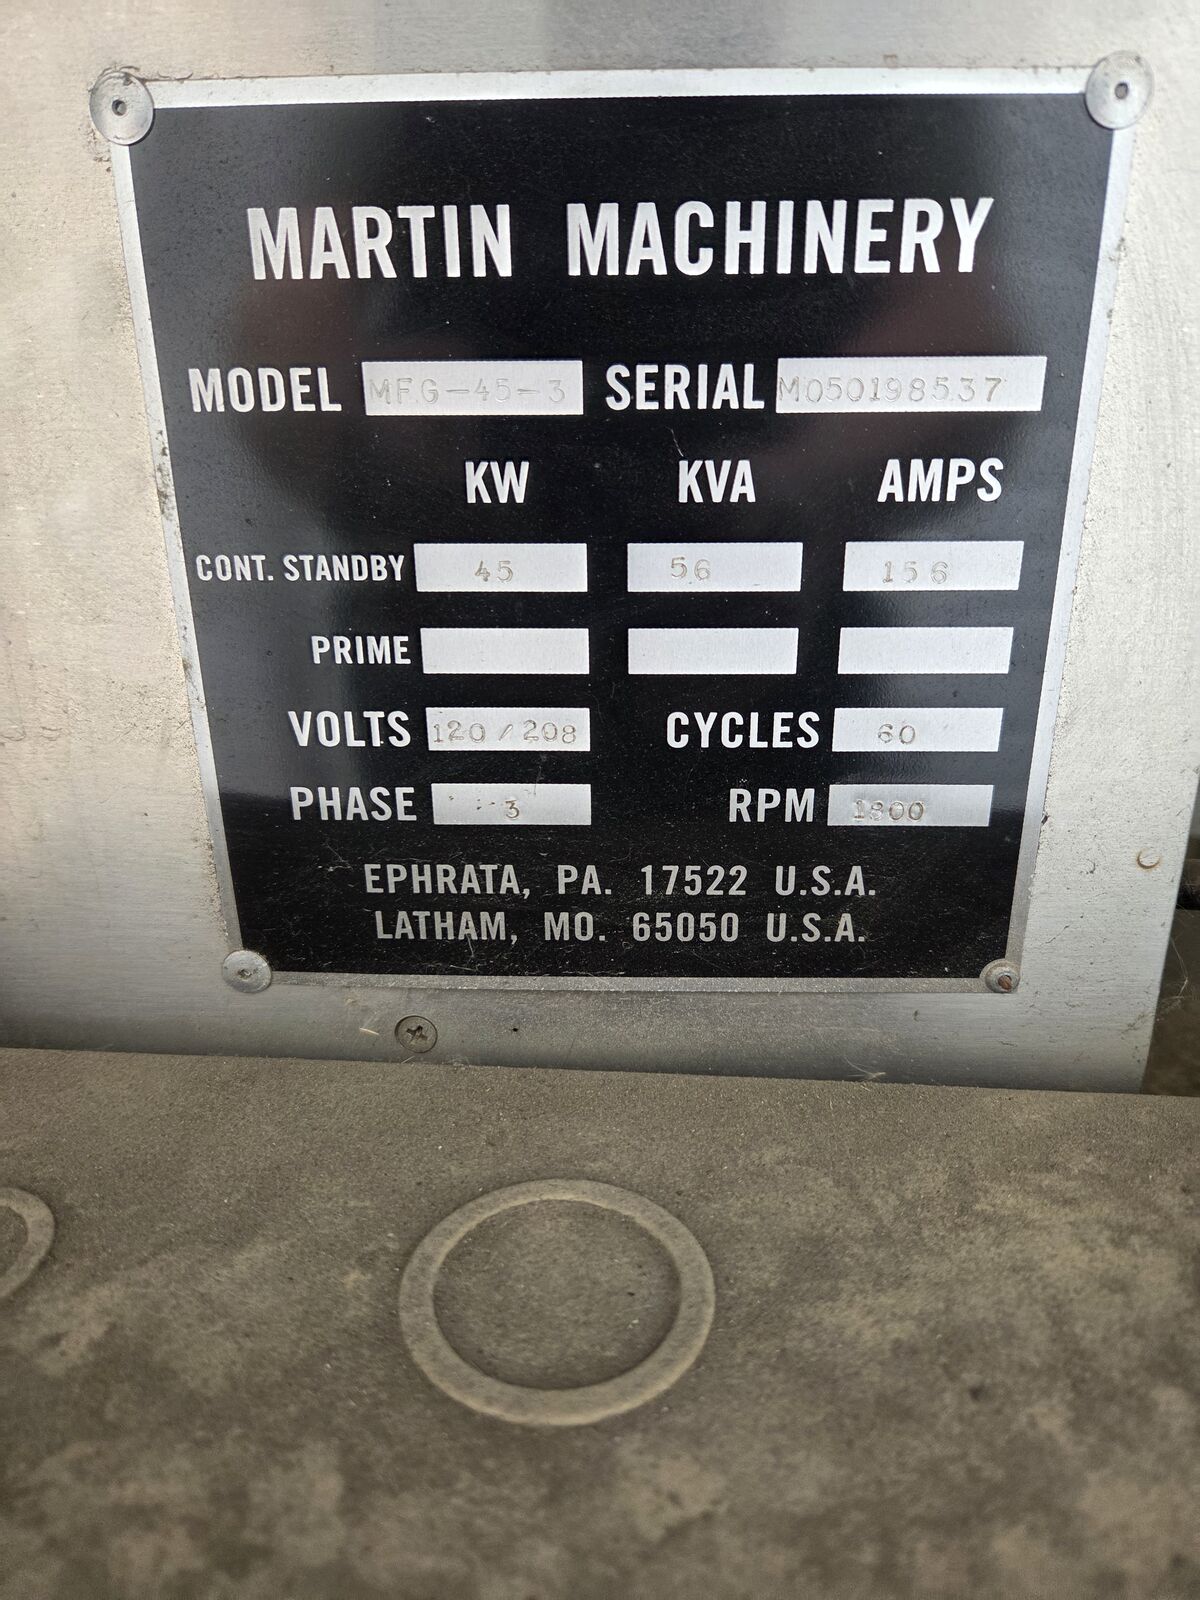 MARTIN MACHINERY
MODEL MFG-45-3 SERIAL M050198537
KW KVA AMPS
CONT. STANDBY 45 56 156
PRIME
VOLTS 120/208 CYCLES 60
PHASE 3 RPM 1800
EPHRATA, PA. 17522 U.S.A.
LATHAM, MO. 65050 U.S.A.